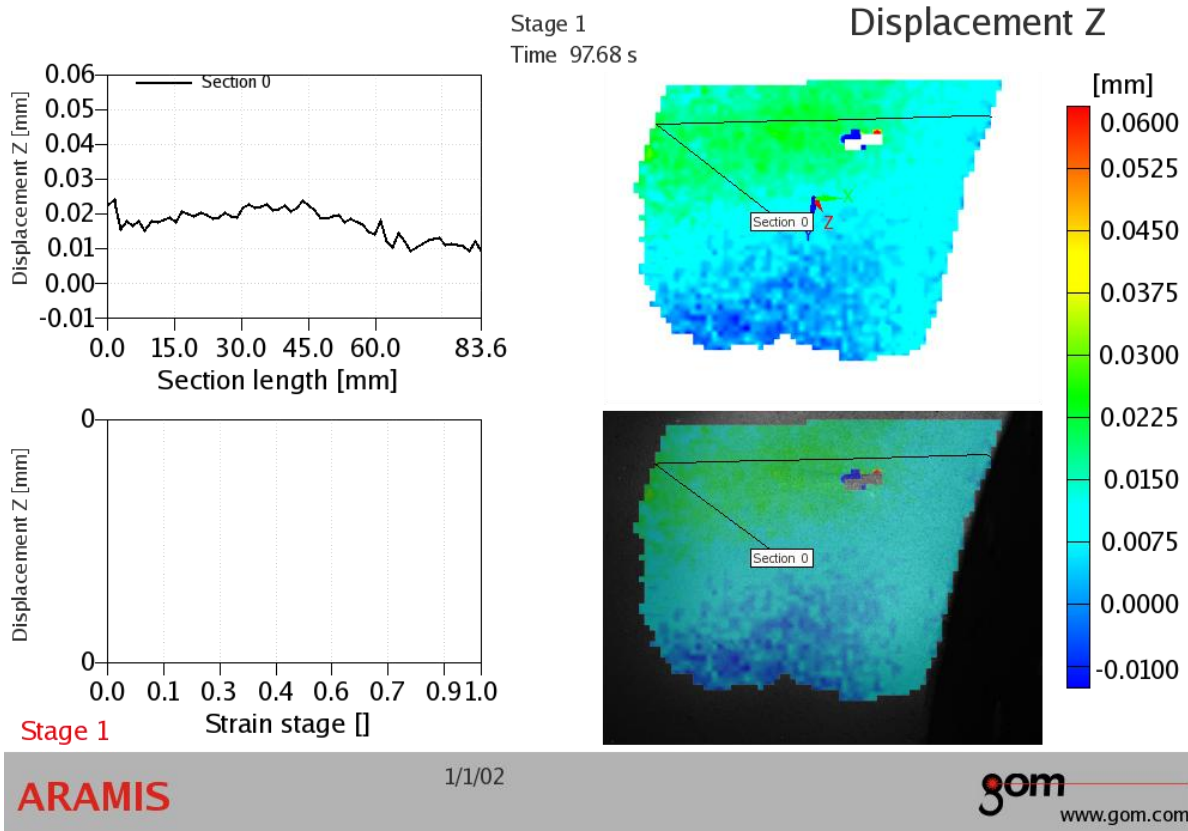 Stage 1
Time 97.68 s
Displacement Z
0.06
0.05
0.04
0.03
0.02
0.01
0.00
-0.01
Displacement Z [mm]
Section 0
0.0 15.0 30.0 45.0 60.0 83.6
Section length [mm]
Section 0
X
Y
Z
[mm]
0.0600
0.0525
0.0450
0.0375
0.0300
0.0225
0.0150
0.0075
0.0000
-0.0100
0
0
Displacement Z [mm]
0.0 0.1 0.3 0.4 0.6 0.7 0.91.0
Strain stage []
Stage 1
Section 0
ARAMIS
1/1/02
gom
www.gom.com